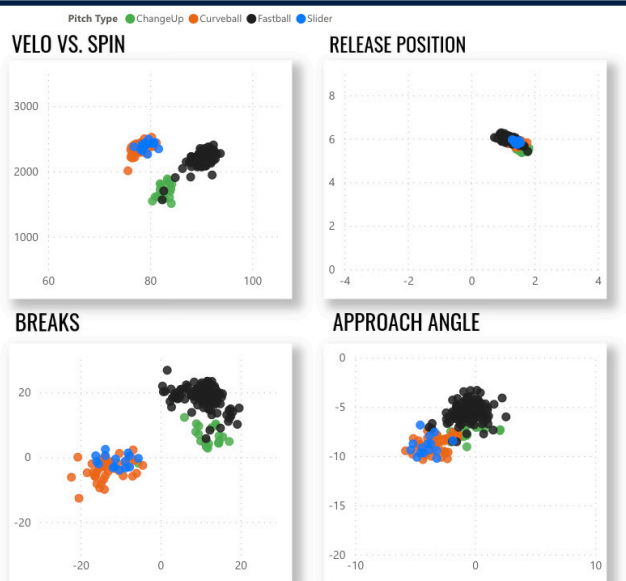 Pitch Type ChangeUp Curveball Fastball Slider
VELO VS. SPIN
3000
2000
1000
60 80 100
RELEASE POSITION
8
6
4
2
0
-4 -2 0 2 4
BREAKS
20
0
-20
-20 0 20
APPROACH ANGLE
0
-5
-10
-15
-20
-10 0 10